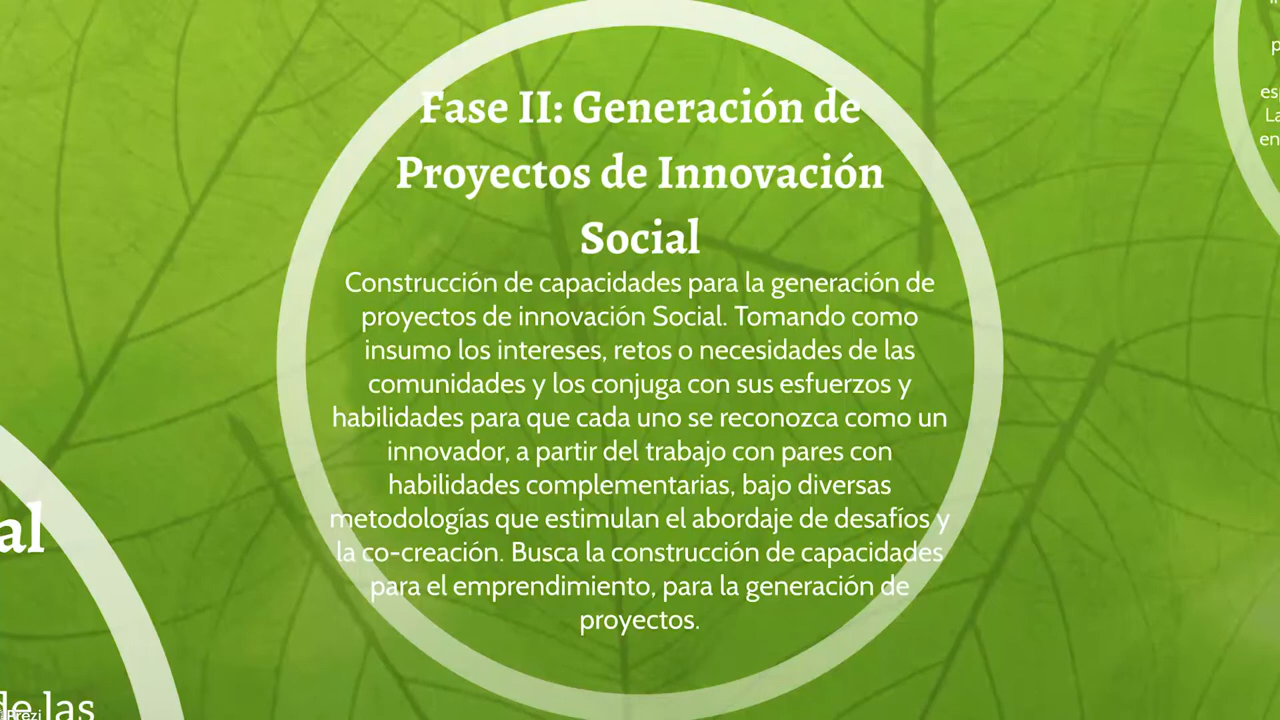 Fase II: Generación de
Proyectos de Innovación
Social
Construcción de capacidades para la generación de
proyectos de innovación Social. Tomando como
insumo los intereses, retos o necesidades de las
comunidades y los conjuga con sus esfuerzos y
habilidades para que cada uno se reconozca como un
innovador, a partir del trabajo con pares con
habilidades complementarias, bajo diversas
metodologías que estimulan el abordaje de desafíos y
la co-creación. Busca la construcción de capacidades
para el emprendimiento, para la generación de
proyectos.
al
de las
Prezi